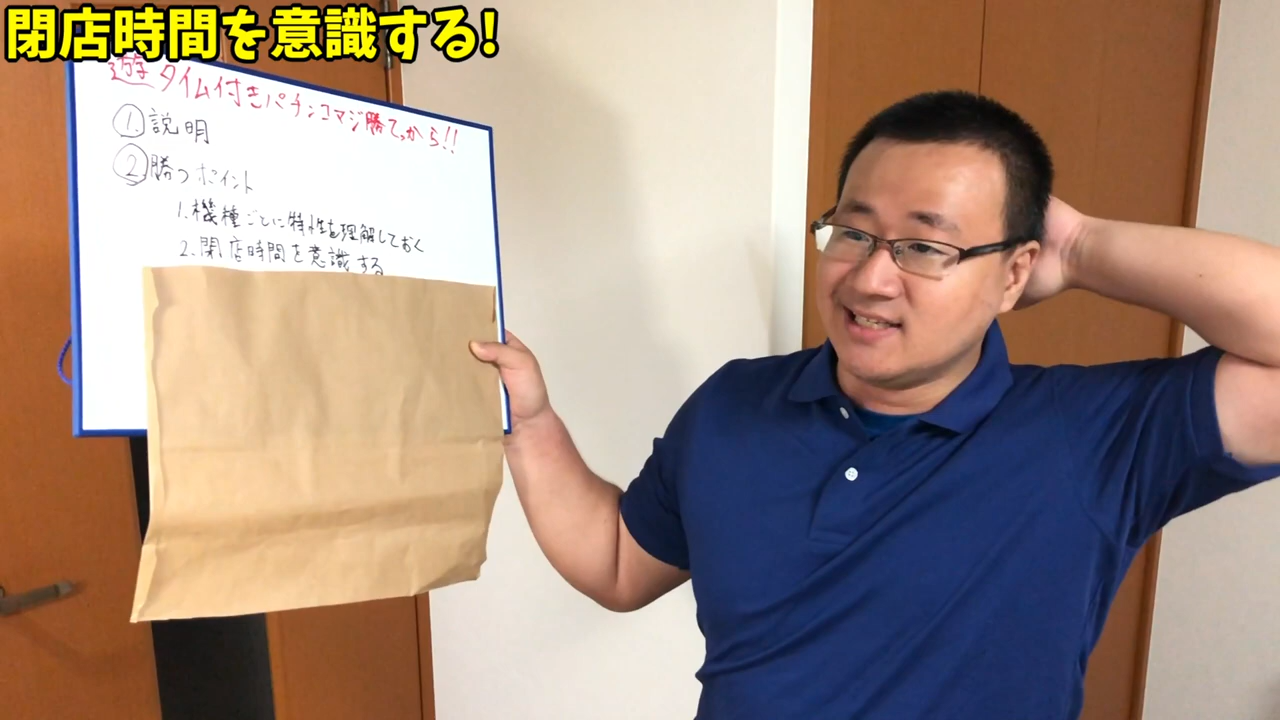 閉店時間を意識する!
遊タイム付きパチンコマジ勝てっから!!
①説明
②勝つポイント
1.機種ごとに特性を理解しておく
2.閉店時間を意識する